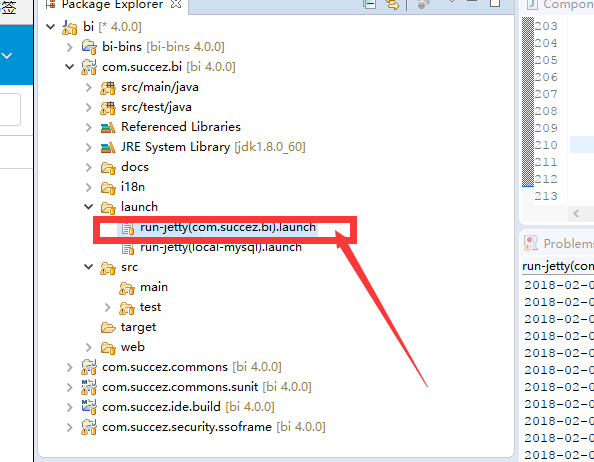 签
Package Explorer
bi [* 4.0.0]
bi-bins [bi-bins 4.0.0]
com.succez.bi [bi 4.0.0]
src/main/java
src/test/java
Referenced Libraries
JRE System Library [jdk1.8.0_60]
docs
i18n
launch
run-jetty(com.succez.bi).launch
run-jetty(local-mysql).launch
src
main
test
target
web
com.succez.commons [bi 4.0.0]
com.succez.commons.sunit [bi 4.0.0]
com.succez.ide.build [bi 4.0.0]
com.succez.security.ssoframe [bi 4.0.0]
Compon
203
204
205
206
207
208
209
210
211
212
213
Problems
run-jetty(co
2018-02-0
2018-02-0
2018-02-0
2018-02-0
2018-02-0
2018-02-0
2018-02-0
2018-02-0
2018-02-0
2018-02-0